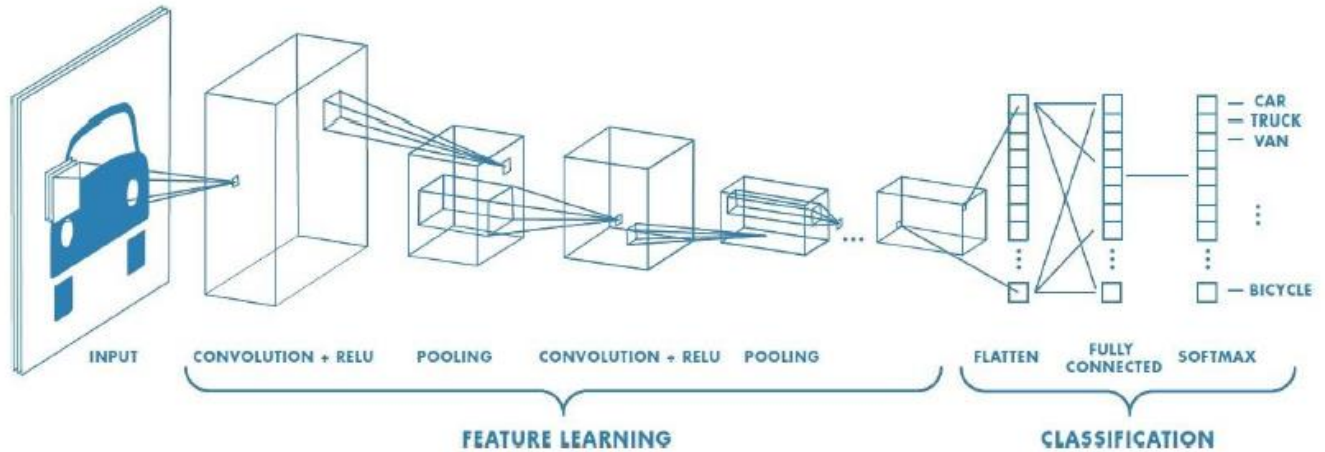 CAR
TRUCK
VAN
BICYCLE
INPUT
CONVOLUTION + RELU
POOLING
CONVOLUTION + RELU
POOLING
FLATTEN
FULLY
CONNECTED
SOFTMAX
FEATURE LEARNING
CLASSIFICATION